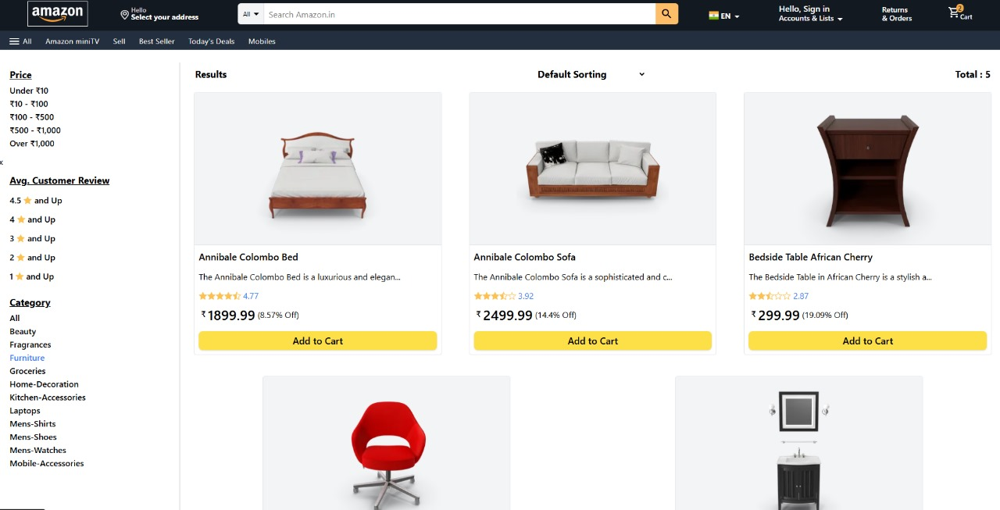 amazon
Hello
Select your address
All
Search Amazon.in
EN
Hello, Sign in
Accounts & Lists
Returns
& Orders
2
Cart
All
Amazon miniTV
Sell
Best Seller
Today's Deals
Mobiles
Price
Under ₹10
₹10 - ₹100
₹100 - ₹500
₹500 - ₹1,000
Over ₹1,000
x
Avg. Customer Review
4.5 ⭐ and Up
4 ⭐ and Up
3 ⭐ and Up
2 ⭐ and Up
1 ⭐ and Up
Category
All
Beauty
Fragrances
Furniture
Groceries
Home-Decoration
Kitchen-Accessories
Laptops
Mens-Shirts
Mens-Shoes
Mens-Watches
Mobile-Accessories
Results
Default Sorting
Total : 5
Annibale Colombo Bed
The Annibale Colombo Bed is a luxurious and elegan...
4.77
₹ 1899.99 (8.57% Off)
Add to Cart
Annibale Colombo Sofa
The Annibale Colombo Sofa is a sophisticated and c...
3.92
₹ 2499.99 (14.4% Off)
Add to Cart
Bedside Table African Cherry
The Bedside Table in African Cherry is a stylish a...
2.87
₹ 299.99 (19.09% Off)
Add to Cart